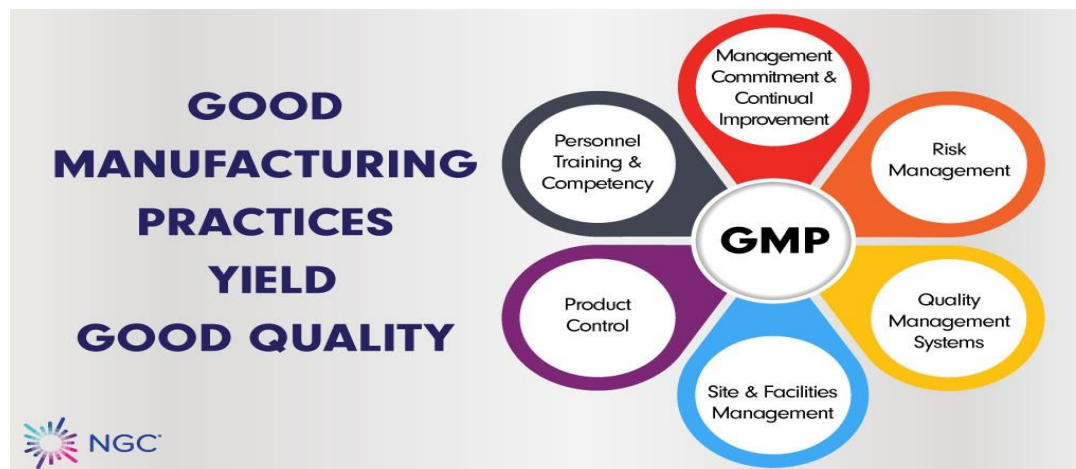 GOOD
MANUFACTURING
PRACTICES
YIELD
GOOD QUALITY
Management
Commitment &
Continual
Improvement
Risk
Management
Quality
Management
Systems
Site & Facilities
Management
Product
Control
Personnel
Training &
Competency
GMP
NGC